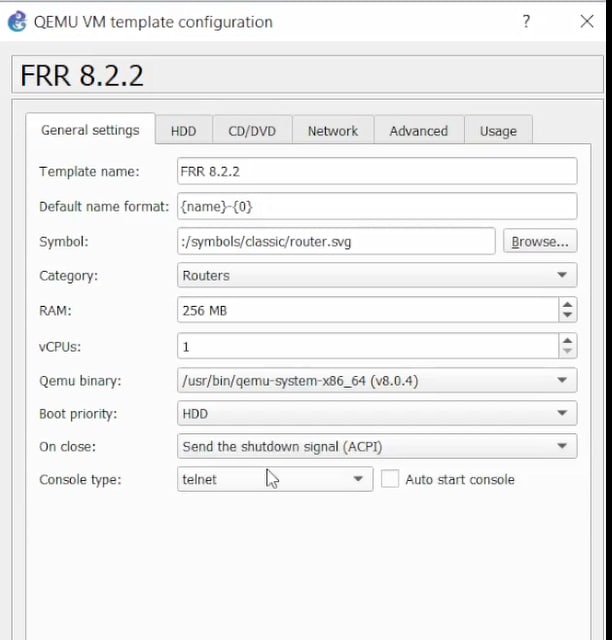 QEMU VM template configuration ?
FRR 8.2.2
General settings HDD CD/DVD Network Advanced Usage
Template name: FRR 8.2.2
Default name format: {name}-{0}
Symbol: :/symbols/classic/router.svg Browse...
Category: Routers
RAM: 256 MB
vCPUs: 1
Qemu binary: /usr/bin/qemu-system-x86_64 (v8.0.4)
Boot priority: HDD
On close: Send the shutdown signal (ACPI)
Console type: telnet Auto start console